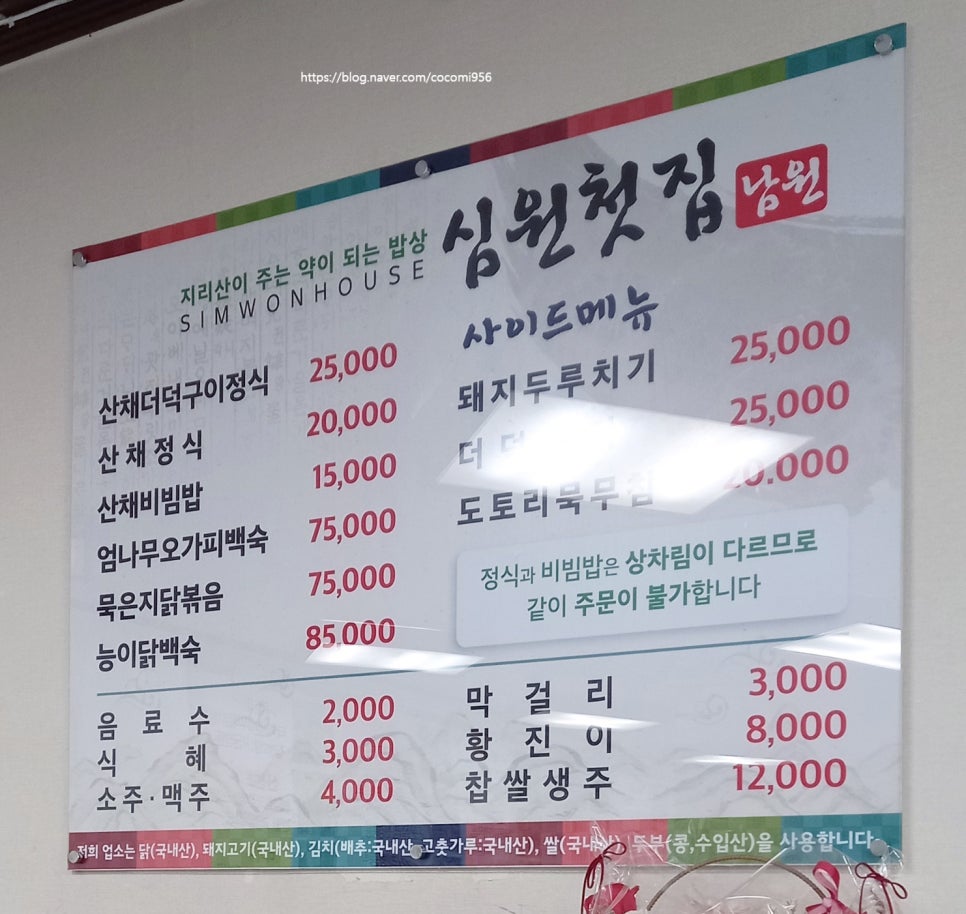 https://blog.naver.com/cocomi956
심원첫집 남원
지리산이 주는 약이 되는 밥상
SIMWONHOUSE
산채더덕구이정식 25,000
산채정식 20,000
산채비빔밥 15,000
엄나무오가피백숙 75,000
묵은지닭볶음 75,000
능이닭백숙 85,000
사이드메뉴
돼지두루치기 25,000
더덕 25,000
도토리묵무침 20.000
정식과 비빔밥은 상차림이 다르므로
같이 주문이 불가합니다
음료수 2,000
식혜 3,000
소주·맥주 4,000
막걸리 3,000
황진이 8,000
찹쌀생주 12,000
저희 업소는 닭(국내산), 돼지고기(국내산), 김치(배추:국내산, 고춧가루:국내산), 쌀(국내산), 두부(콩,수입산)을 사용합니다.